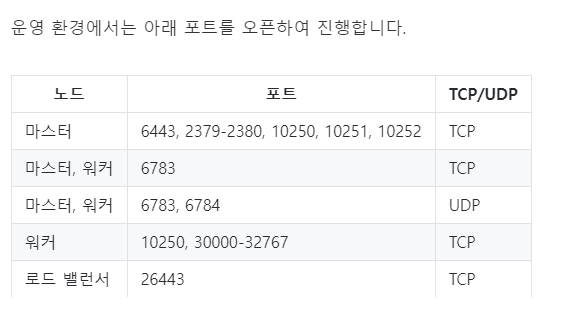 운영 환경에서는 아래 포트를 오픈하여 진행합니다.
노드 포트 TCP/UDP
마스터 6443, 2379-2380, 10250, 10251, 10252 TCP
마스터, 워커 6783 TCP
마스터, 워커 6783, 6784 UDP
워커 10250, 30000-32767 TCP
로드 밸런서 26443 TCP